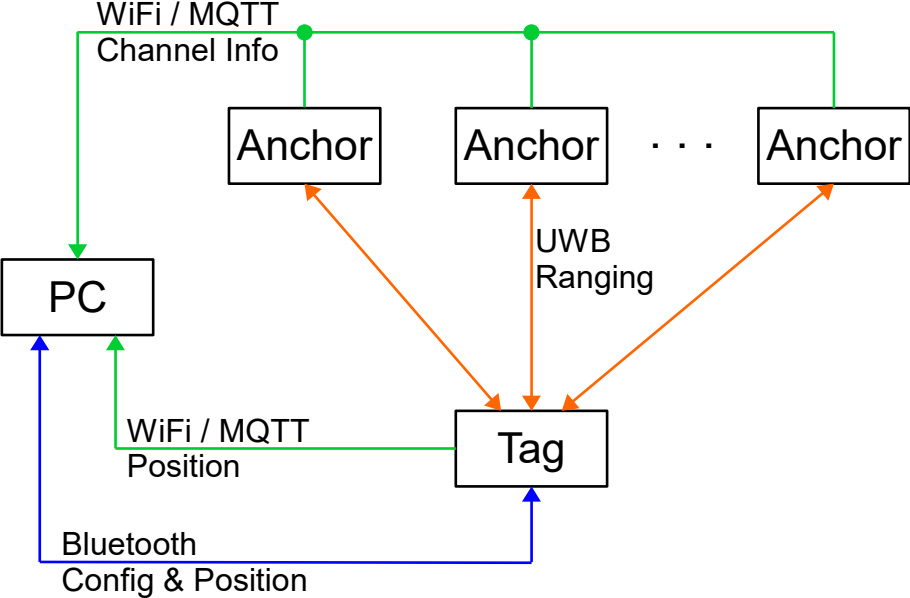 WiFi / MQTT
Channel Info
Anchor
Anchor
. . .
Anchor
UWB
Ranging
PC
WiFi / MQTT
Position
Tag
Bluetooth
Config & Position